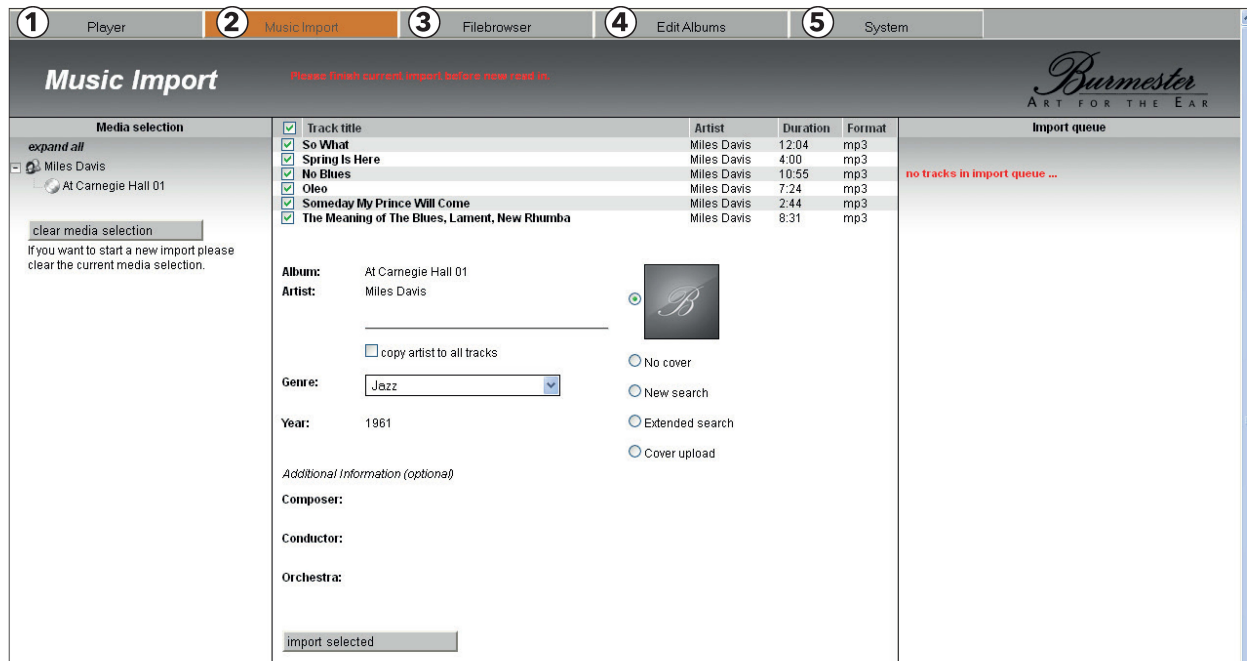 1 Player 2 Music Import 3 Filebrowser 4 Edit Albums 5 System
Music Import
Please finish current import before new read in.
Burmester
ART FOR THE EAR
Media selection
expand all
Miles Davis
At Carnegie Hall 01
clear media selection
If you want to start a new import please
clear the current media selection.
Track title Artist Duration Format
So What Miles Davis 12:04 mp3
Spring Is Here Miles Davis 4:00 mp3
No Blues Miles Davis 10:55 mp3
Oleo Miles Davis 7:24 mp3
Someday My Prince Will Come Miles Davis 2:44 mp3
The Meaning of The Blues, Lament, New Rhumba Miles Davis 8:31 mp3
Album: At Carnegie Hall 01
Artist: Miles Davis
B
copy artist to all tracks
No cover
Genre: Jazz
New search
Year: 1961
Extended search
Cover upload
Additional Information (optional)
Composer:
Conductor:
Orchestra:
import selected
Import queue
no tracks in import queue ...